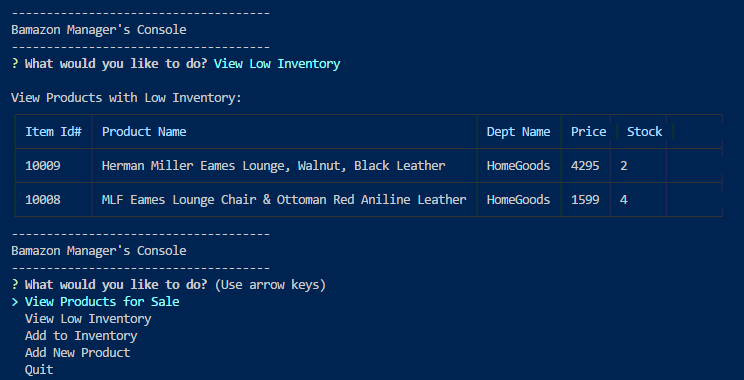 -------------------------------------
Bamazon Manager's Console
-------------------------------------
? What would you like to do? View Low Inventory
View Products with Low Inventory:
Item Id# Product Name Dept Name Price Stock
10009 Herman Miller Eames Lounge, Walnut, Black Leather HomeGoods 4295 2
10008 MLF Eames Lounge Chair & Ottoman Red Aniline Leather HomeGoods 1599 4
-------------------------------------
Bamazon Manager's Console
-------------------------------------
? What would you like to do? (Use arrow keys)
> View Products for Sale
View Low Inventory
Add to Inventory
Add New Product
Quit